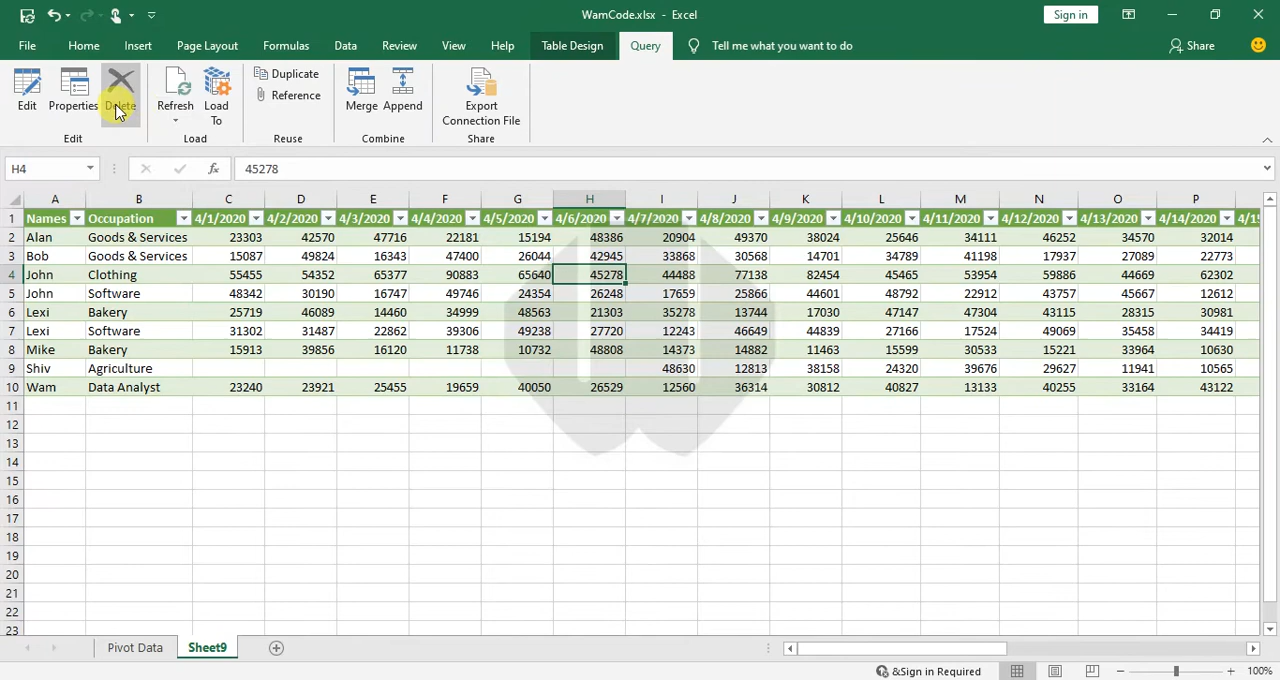 WamCode.xlsx - Excel
Sign in
File Home Insert Page Layout Formulas Data Review View Help Table Design Query Tell me what you want to do Share
Edit Properties Delete Refresh Load To Duplicate Reference Merge Append Export Connection File
Edit Load Reuse Combine Share
H4 fx 45278
A B C D E F G H I J K L M N O P
1 Names Occupation 4/1/2020 4/2/2020 4/3/2020 4/4/2020 4/5/2020 4/6/2020 4/7/2020 4/8/2020 4/9/2020 4/10/2020 4/11/2020 4/12/2020 4/13/2020 4/14/2020 4/15
2 Alan Goods & Services 23303 42570 47716 22181 15194 48386 20904 49370 38024 25646 34111 46252 34570 32014
3 Bob Goods & Services 15087 49824 16343 47400 26044 42945 33868 30568 14701 34789 41198 17937 27089 22773
4 John Clothing 55455 54352 65377 90883 65640 45278 44488 77138 82454 45465 53954 59886 44669 62302
5 John Software 48342 30190 16747 49746 24354 26248 17659 25866 44601 48792 22912 43757 45667 12612
6 Lexi Bakery 25719 46089 14460 34999 48563 21303 35278 13744 17030 47147 47304 43115 28315 30981
7 Lexi Software 31302 31487 22862 39306 49238 27720 12243 46649 44839 27166 17524 49069 35458 34419
8 Mike Bakery 15913 39856 16120 11738 10732 48808 14373 14882 11463 15599 30533 15221 33964 10630
9 Shiv Agriculture 48630 12813 38158 24320 39676 29627 11941 10565
10 Wam Data Analyst 23240 23921 25455 19659 40050 26529 12560 36314 30812 40827 13133 40255 33164 43122
11
12
13
14
15
16
17
18
19
20
21
22
23
Pivot Data Sheet9
&Sign in Required 100%